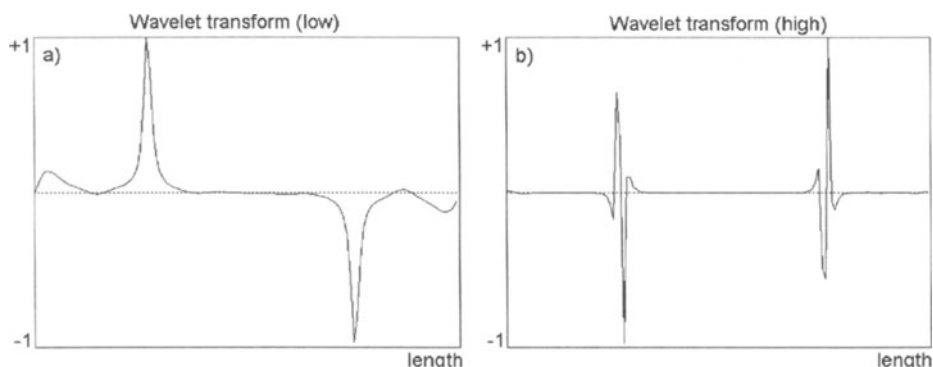 Wavelet transform (low)
+1
a)
-1
length
Wavelet transform (high)
+1
b)
-1
length